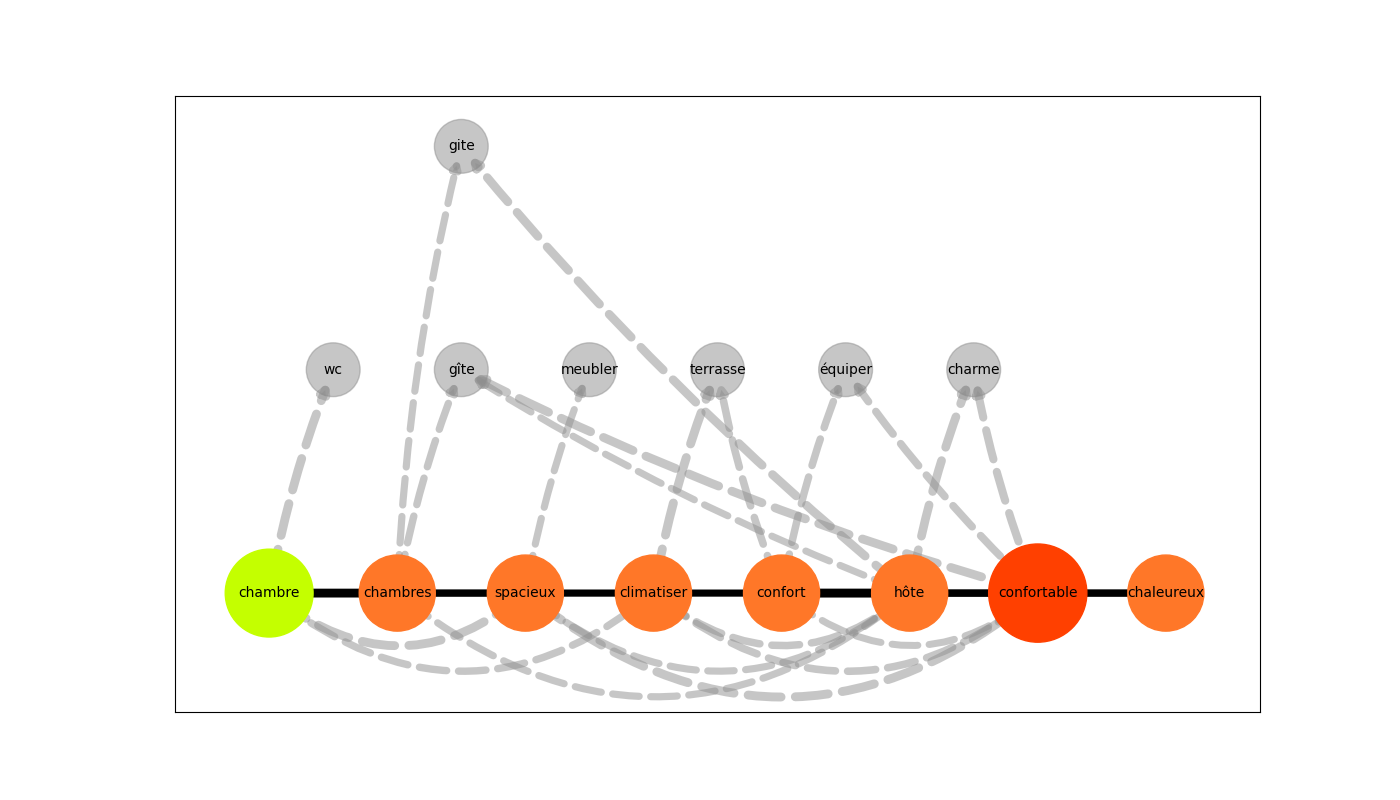 gite
wc gîte meubler terrasse équiper charme
chambre chambres spacieux climatiser confort hôte confortable chaleureux